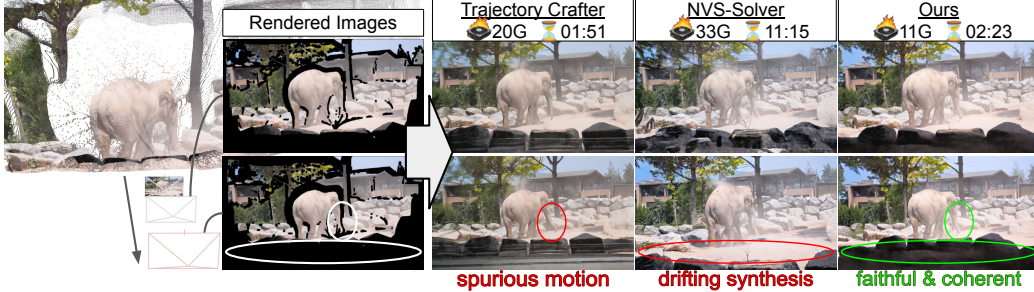 Rendered Images
Trajectory Crafter
20G 01:51
NVS-Solver
33G 11:15
Ours
11G 02:23
spurious motion
drifting synthesis
faithful & coherent